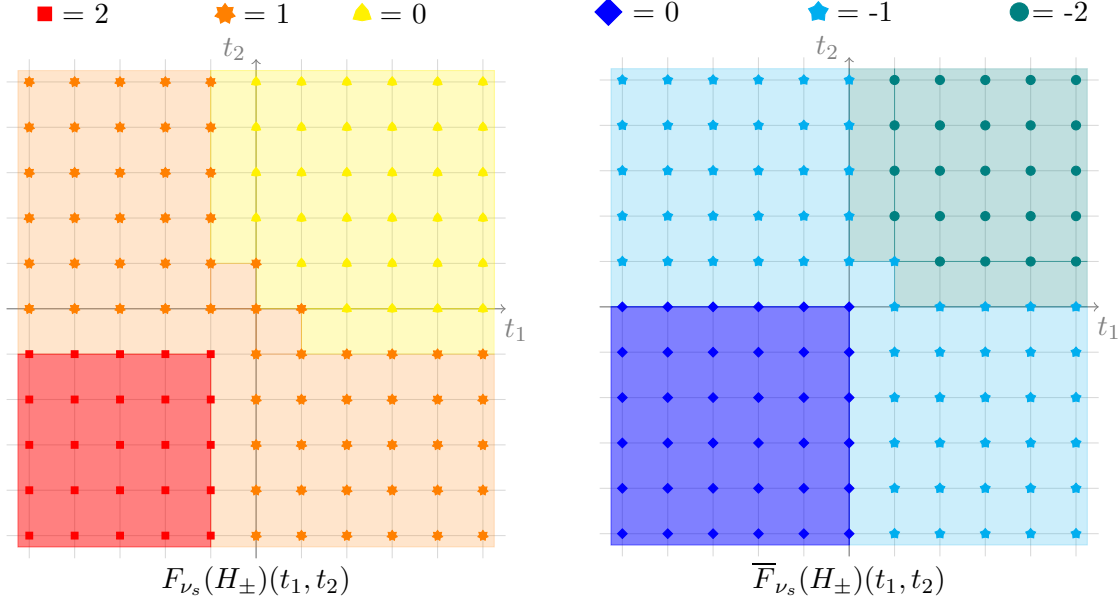 = 2 = 1 = 0 = 0 = -1 = -2
t₂ t₂
t₁ t₁
F_{ν_s}(H_±)(t₁, t₂) F̅_{ν_s}(H_±)(t₁, t₂)